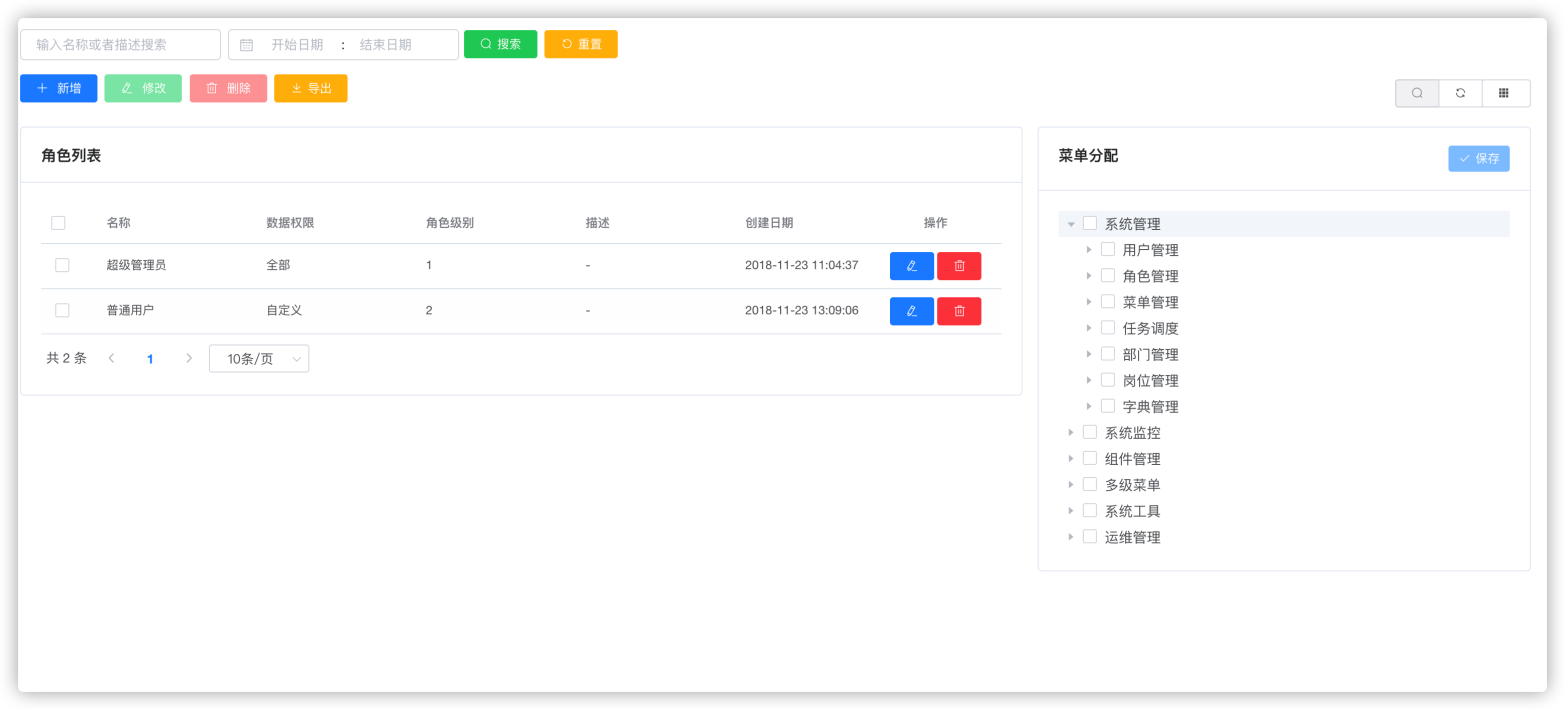 输入名称或者描述搜索 开始日期 : 结束日期 搜索 重置
新增 修改 删除 导出
角色列表
名称 数据权限 角色级别 描述 创建日期 操作
超级管理员 全部 1 - 2018-11-23 11:04:37
普通用户 自定义 2 - 2018-11-23 13:09:06
共 2 条 1 10条/页
菜单分配 保存
系统管理
用户管理
角色管理
菜单管理
任务调度
部门管理
岗位管理
字典管理
系统监控
组件管理
多级菜单
系统工具
运维管理